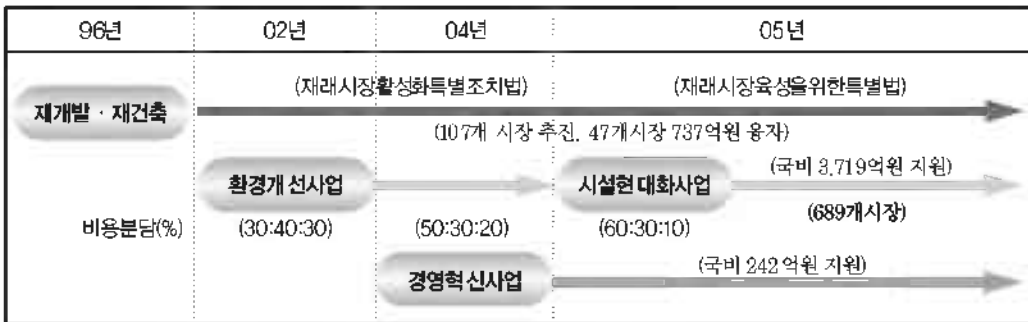 96년 02년 04년 05년
(재래시장활성화특별조치법) (재래시장육성을위한특별법)
재개발 · 재건축
(107개 시장 추진, 47개시장 737억원 융자)
환경개선사업 시설현대화사업 (국비 3,719억원 지원)
(689개시장)
비용분담(%) (30:40:30) (50:30:20) (60:30:10)
경영혁신사업 (국비 242억원 지원)